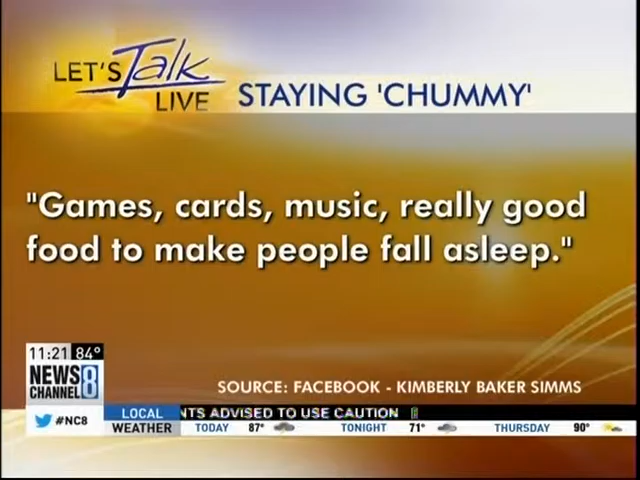 LET'S Talk
LIVE
STAYING 'CHUMMY'
"Games, cards, music, really good
food to make people fall asleep."
11:21 84°
NEWS 8
CHANNEL
SOURCE: FACEBOOK - KIMBERLY BAKER SIMMS
#NC8
LOCAL
WEATHER
NTS ADVISED TO USE CAUTION
TODAY 87° TONIGHT 71° THURSDAY 90°